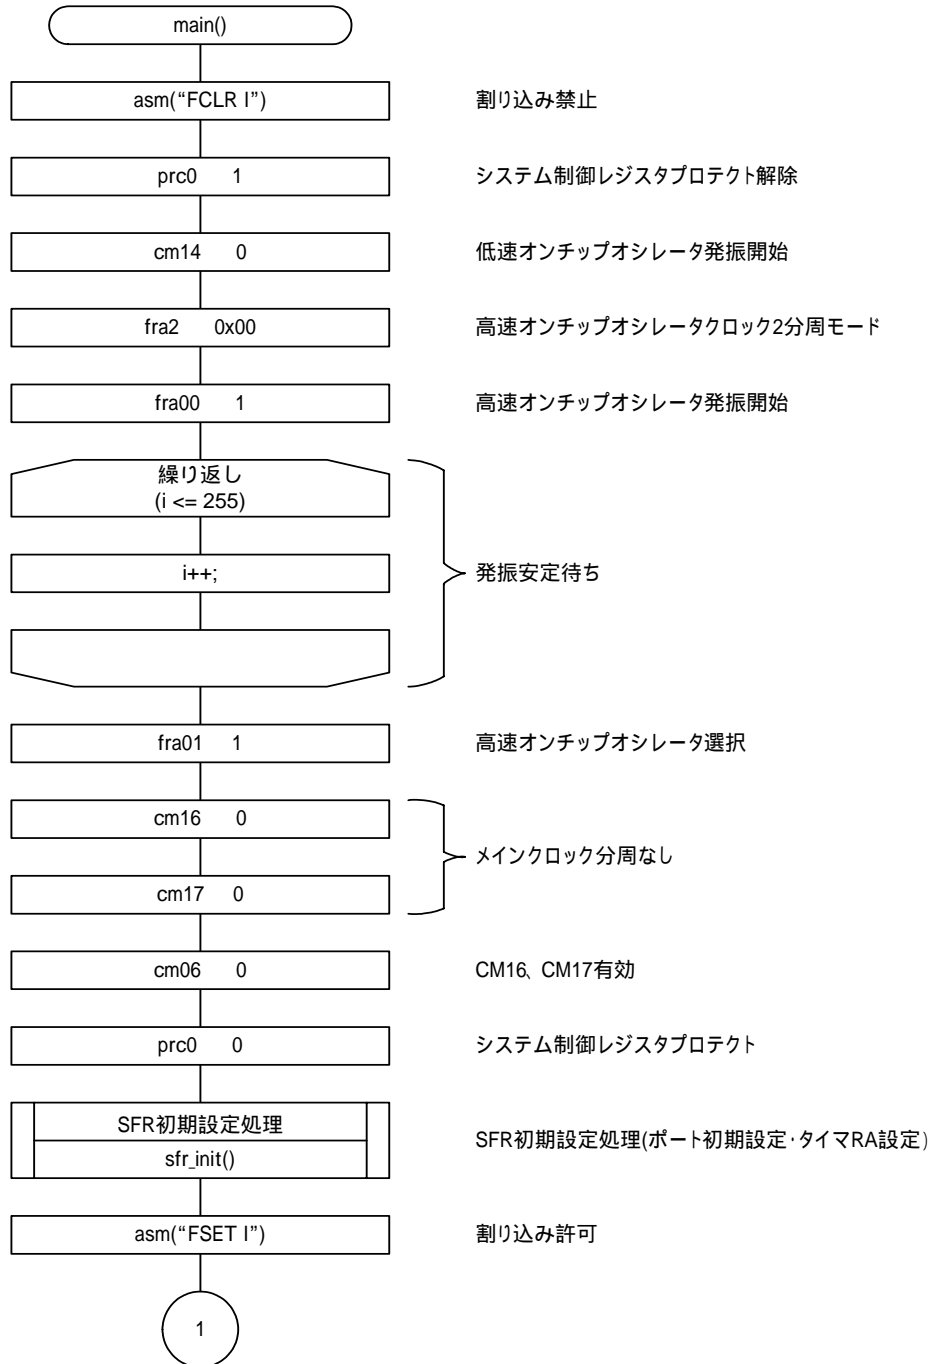 main()
asm(“FCLR I”)
割り込み禁止
prc0 1
システム制御レジスタプロテクト解除
cm14 0
低速オンチップオシレータ発振開始
fra2 0x00
高速オンチップオシレータクロック2分周モード
fra00 1
高速オンチップオシレータ発振開始
繰り返し
(i <= 255)
i++;
発振安定待ち
fra01 1
高速オンチップオシレータ選択
cm16 0
メインクロック分周なし
cm17 0
cm06 0
CM16、CM17有効
prc0 0
システム制御レジスタプロテクト
SFR初期設定処理
sfr_init()
SFR初期設定処理(ポート初期設定・タイマRA設定)
asm(“FSET I”)
割り込み許可
1